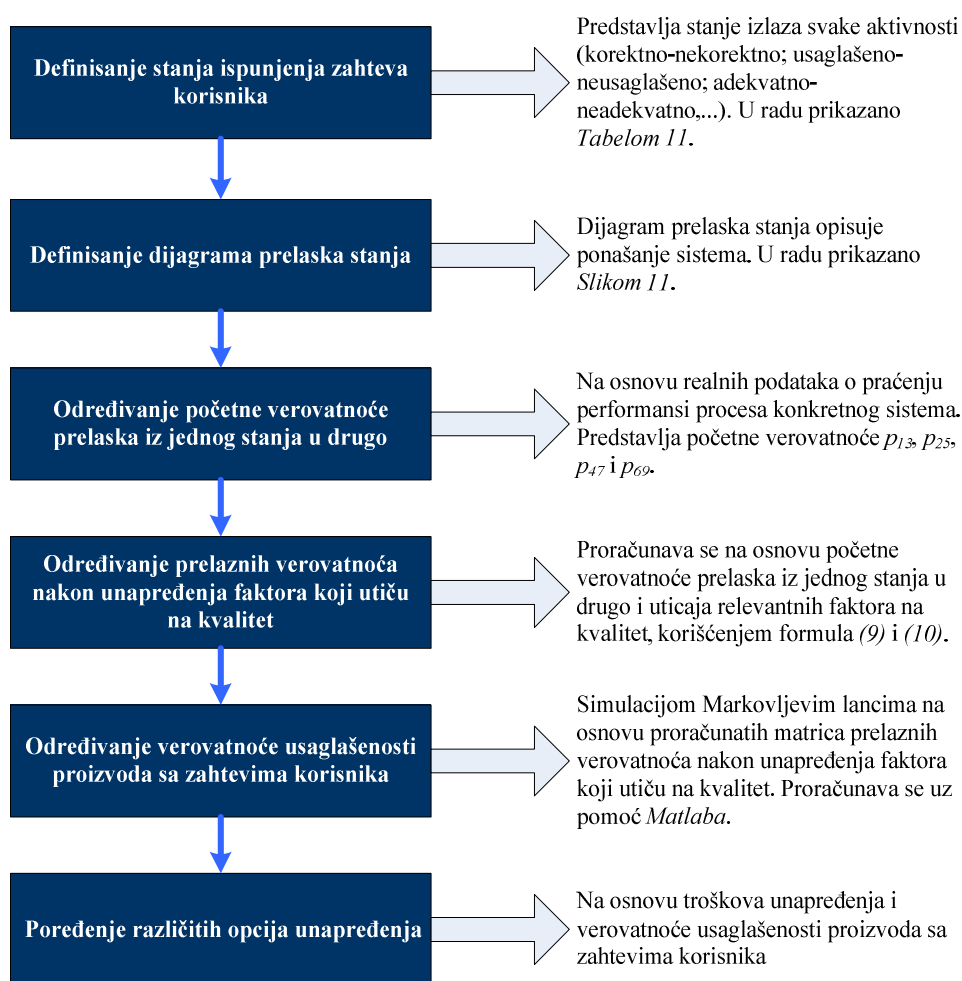 Definisanje stanja ispunjenja zahteva
korisnika
Predstavlja stanje izlaza svake aktivnosti
(korektno-nekorektno; usaglašeno-
neusaglašeno; adekvatno-
neadekvatno,...). U radu prikazano
Tabelom 11.
Definisanje dijagrama prelaska stanja
Dijagram prelaska stanja opisuje
ponašanje sistema. U radu prikazano
Slikom 11.
Određivanje početne verovatnoće
prelaska iz jednog stanja u drugo
Na osnovu realnih podataka o praćenju
performansi procesa konkretnog sistema.
Predstavlja početne verovatnoće p13, p25,
p47 i p69.
Određivanje prelaznih verovatnoća
nakon unapređenja faktora koji utiču
na kvalitet
Proračunava se na osnovu početne
verovatnoće prelaska iz jednog stanja u
drugo i uticaja relevantnih faktora na
kvalitet, korišćenjem formula (9) i (10).
Određivanje verovatnoće usaglašenosti
proizvoda sa zahtevima korisnika
Simulacijom Markovljevim lancima na
osnovu proračunatih matrica prelaznih
verovatnoća nakon unapređenja faktora
koji utiču na kvalitet. Proračunava se uz
pomoć Matlaba.
Poređenje različitih opcija unapređenja
Na osnovu troškova unapređenja i
verovatnoće usaglašenosti proizvoda sa
zahtevima korisnika